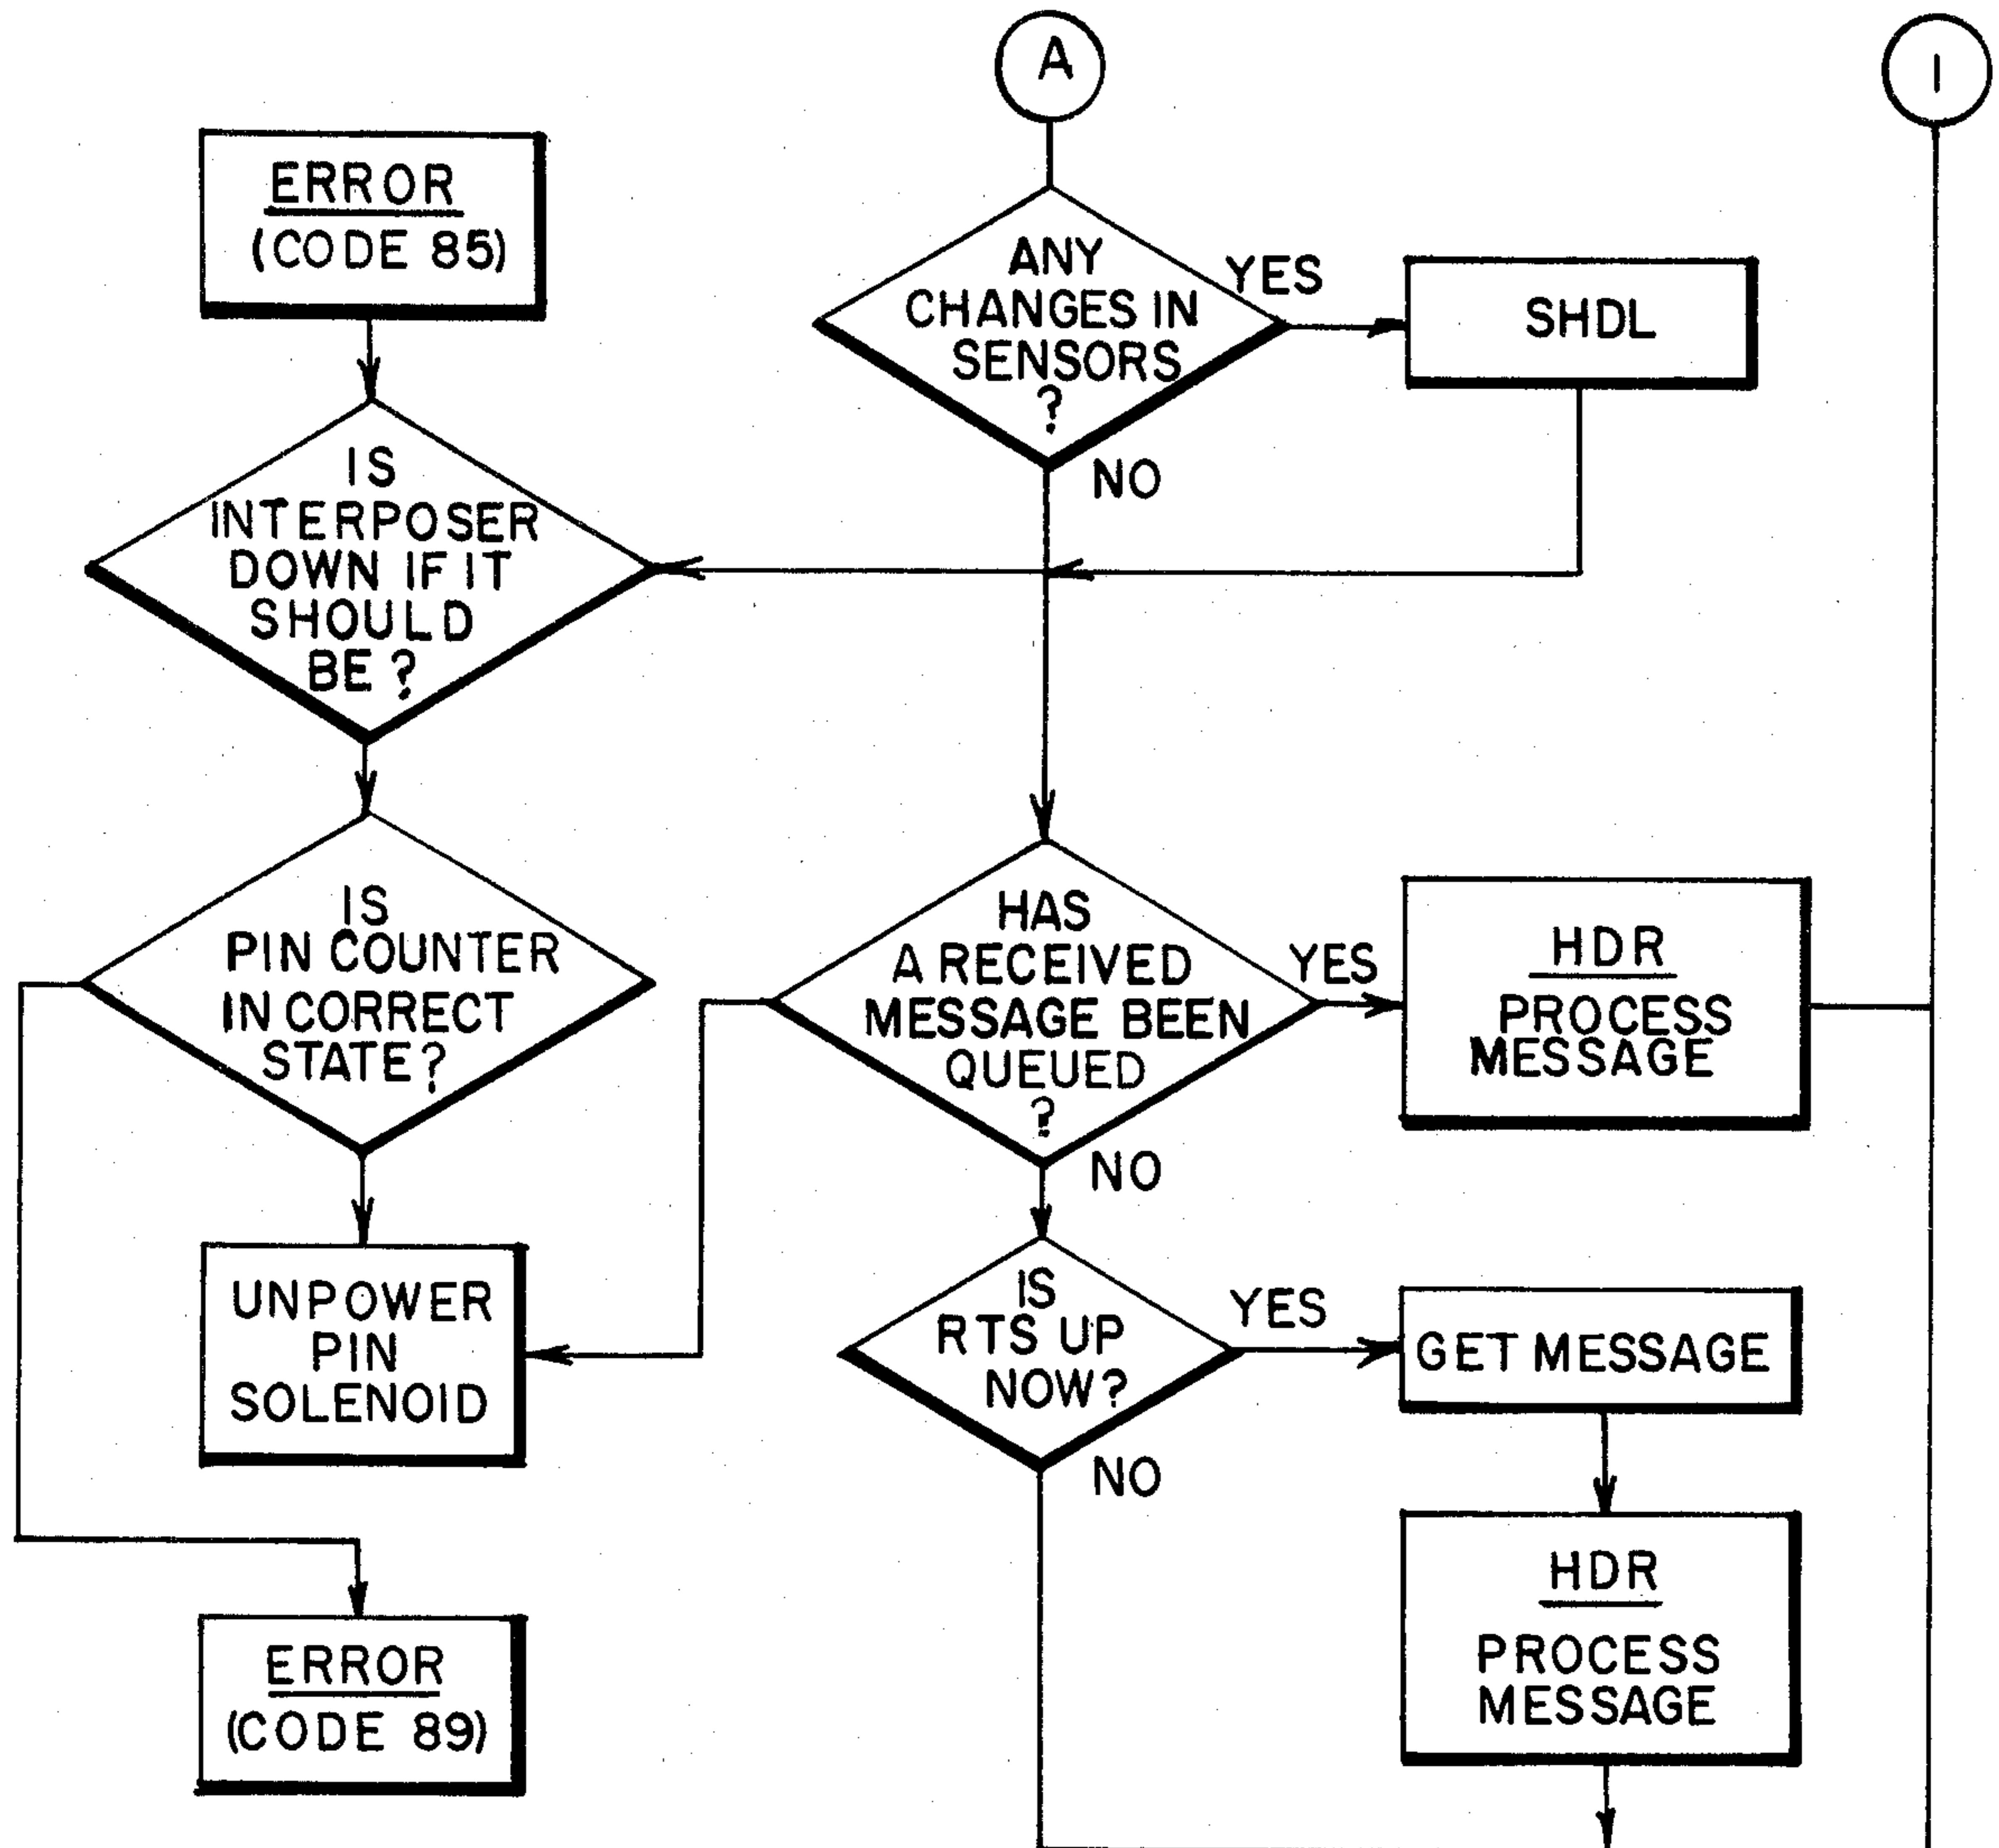 A
I
ERROR
(CODE 85)
ANY
CHANGES IN
SENSORS
?
YES
SHDL
NO
IS
INTERPOSER
DOWN IF IT
SHOULD
BE?
IS
PIN COUNTER
IN CORRECT
STATE?
HAS
A RECEIVED
MESSAGE BEEN
QUEUED
?
YES
HDR
PROCESS
MESSAGE
NO
UNPOWER
PIN
SOLENOID
IS
RTS UP
NOW?
YES
GET MESSAGE
NO
HDR
PROCESS
MESSAGE
ERROR
(CODE 89)